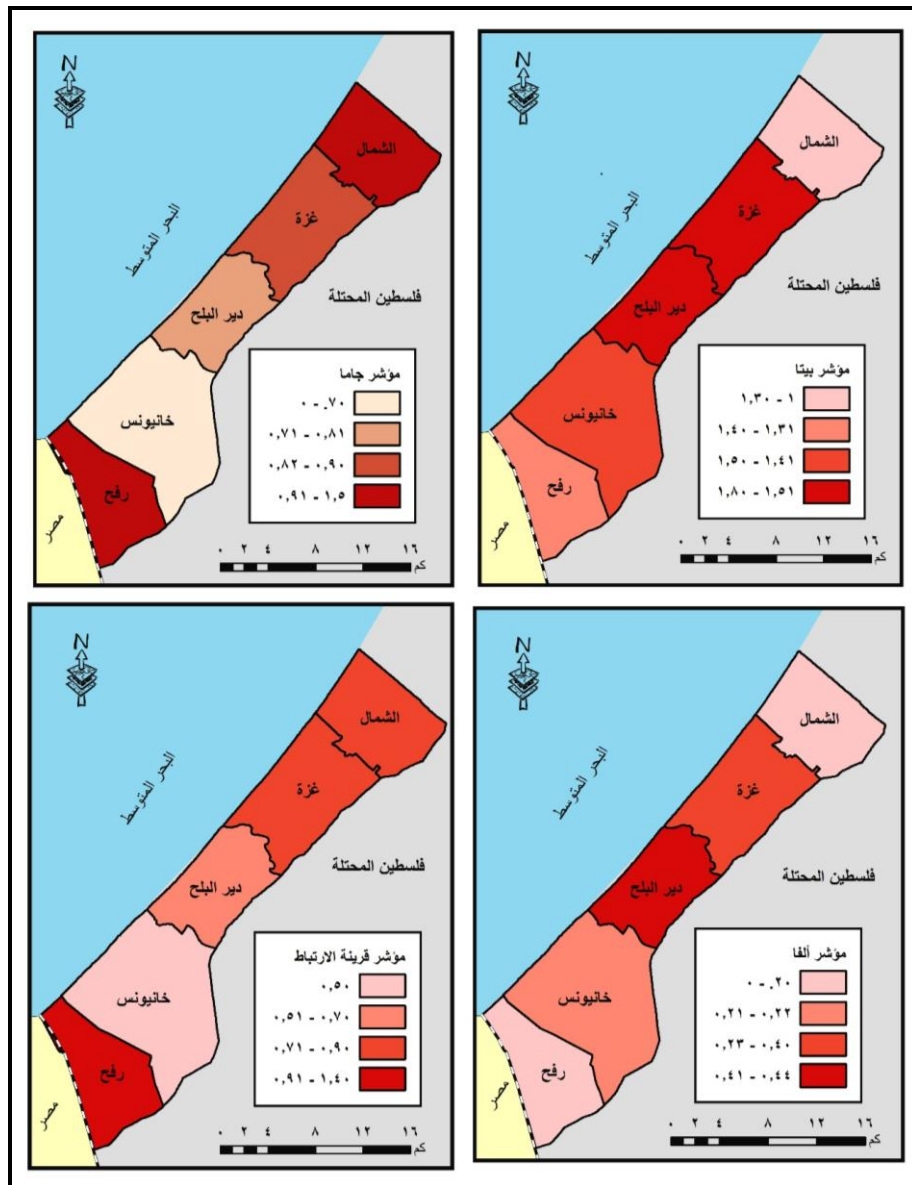 N
الشمال
غزة
البحر المتوسط
فلسطين المحتلة
دير البلح
خانيونس
رفح
مصر
مؤشر جاما
٠ - ٠.٧٠
٠,٧١ - ٠,٨١
٠,٨٢ - ٠,٩٠
٠,٩١ - ١,٥
٠ ٢ ٤ ٨ ١٢ ١٦
كم
N
الشمال
غزة
البحر المتوسط
فلسطين المحتلة
دير البلح
خانيونس
رفح
مصر
مؤشر بيتا
١,٣٠ - ١
١,٤٠ - ١,٣١
١,٥٠ - ١,٤١
١,٨٠ - ١,٥١
٠ ٢ ٤ ٨ ١٢ ١٦
كم
N
الشمال
غزة
البحر المتوسط
فلسطين المحتلة
دير البلح
خانيونس
رفح
مصر
مؤشر قرينة الارتباط
٠,٥٠
٠,٥١ - ٠,٧٠
٠,٧١ - ٠,٩٠
٠,٩١ - ١,٤٠
٠ ٢ ٤ ٨ ١٢ ١٦
كم
N
الشمال
غزة
البحر المتوسط
فلسطين المحتلة
دير البلح
خانيونس
رفح
مصر
مؤشر ألفا
٠ - ٠.٢٠
٠,٢١ - ٠,٢٢
٠,٢٣ - ٠,٤٠
٠,٤١ - ٠,٤٤
٠ ٢ ٤ ٨ ١٢ ١٦
كم